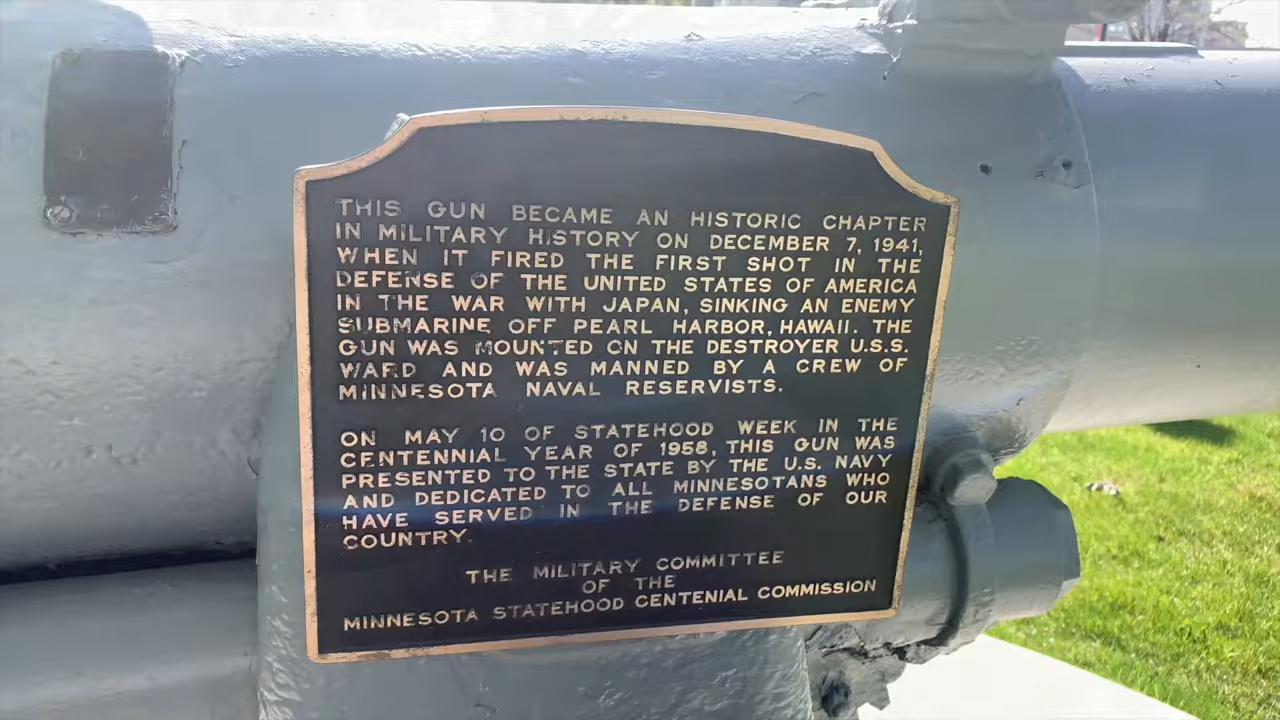 THIS GUN BECAME AN HISTORIC CHAPTER
IN MILITARY HISTORY ON DECEMBER 7, 1941,
WHEN IT FIRED THE FIRST SHOT IN THE
DEFENSE OF THE UNITED STATES OF AMERICA
IN THE WAR WITH JAPAN, SINKING AN ENEMY
SUBMARINE OFF PEARL HARBOR, HAWAII. THE
GUN WAS MOUNTED ON THE DESTROYER U.S.S.
WARD AND WAS MANNED BY A CREW OF
MINNESOTA NAVAL RESERVISTS.
ON MAY 10 OF STATEHOOD WEEK IN THE
CENTENNIAL YEAR OF 1958, THIS GUN WAS
PRESENTED TO THE STATE BY THE U.S. NAVY
AND DEDICATED TO ALL MINNESOTANS WHO
HAVE SERVED IN THE DEFENSE OF OUR
COUNTRY.
THE MILITARY COMMITTEE
OF THE
MINNESOTA STATEHOOD CENTENIAL COMMISSION